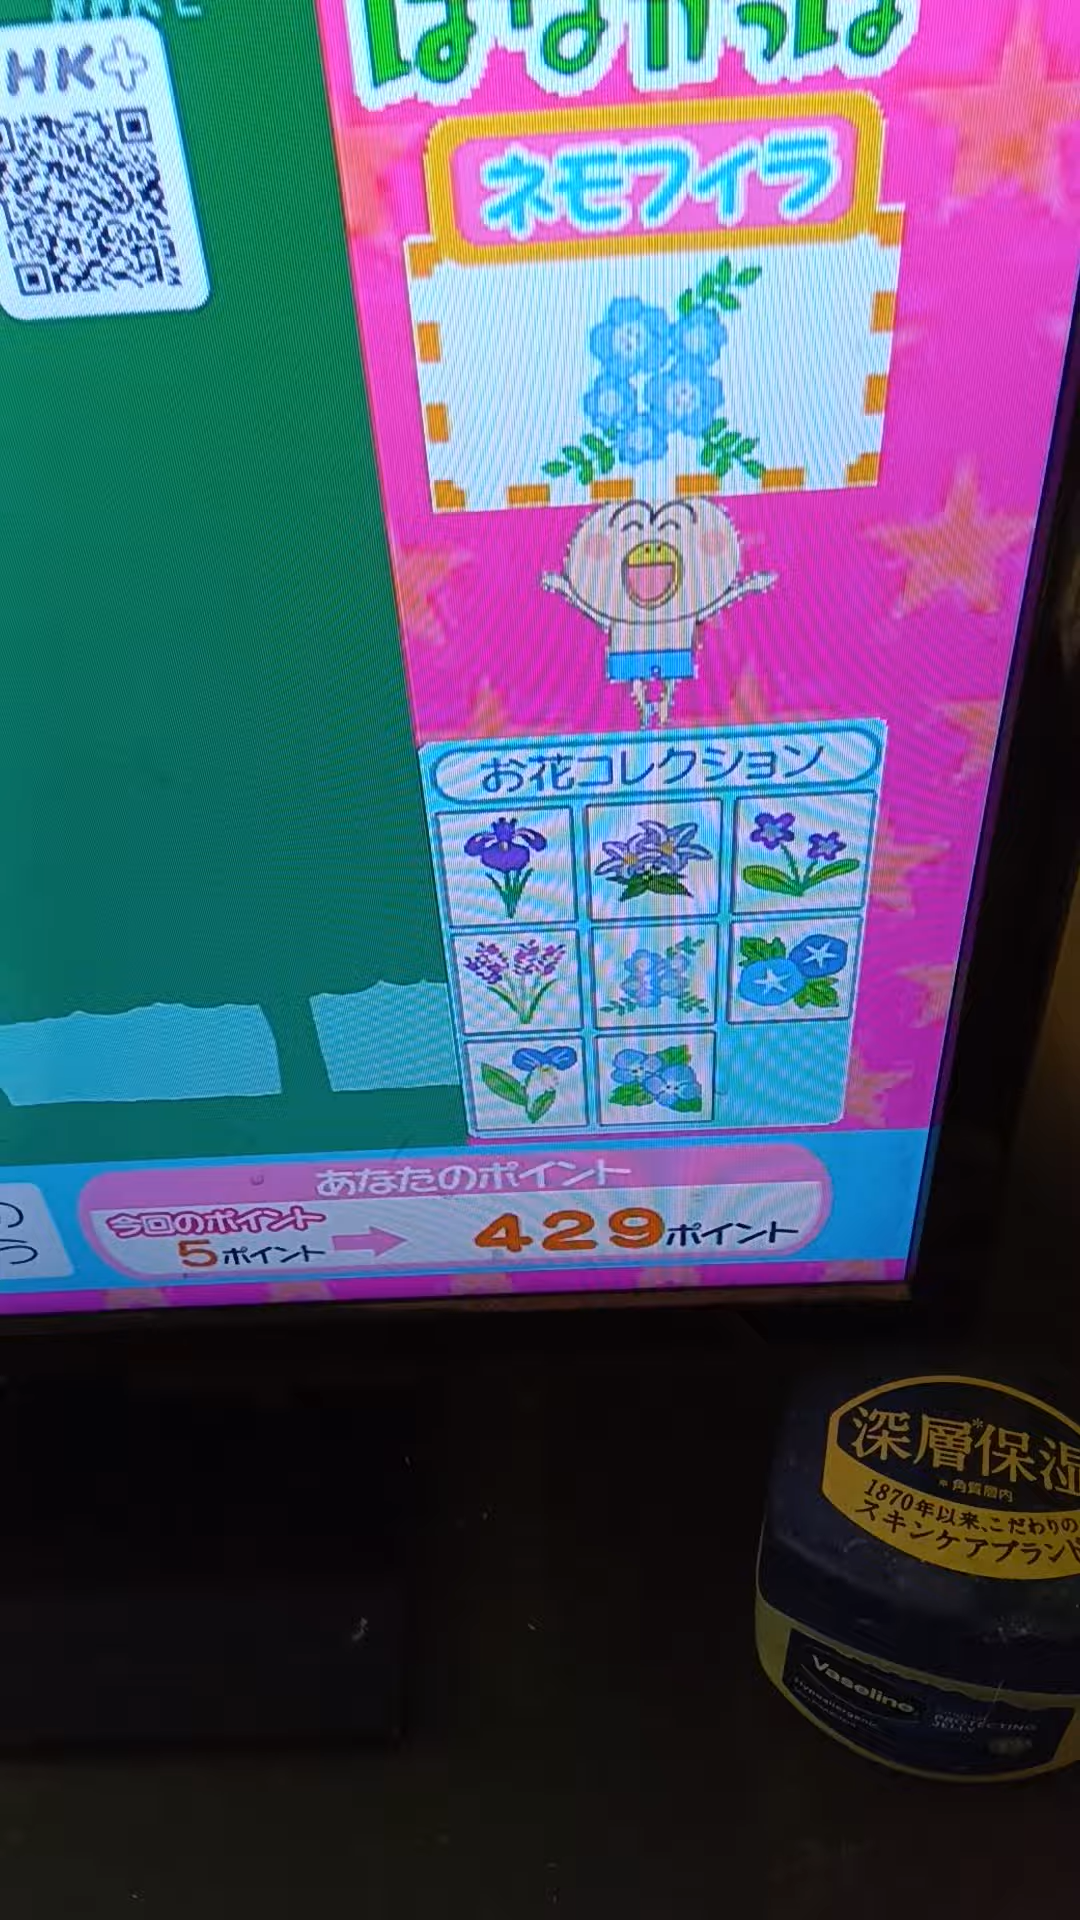 HK+
はなかっぱ
ネモフィラ
お花コレクション
あなたのポイント
今回のポイント
5ポイント
429ポイント
深層*保湿
*角質層内
1870年以来、こだわりの
スキンケアブランド
Vaseline
Hypoallergenic
PROTECTING
JELLY